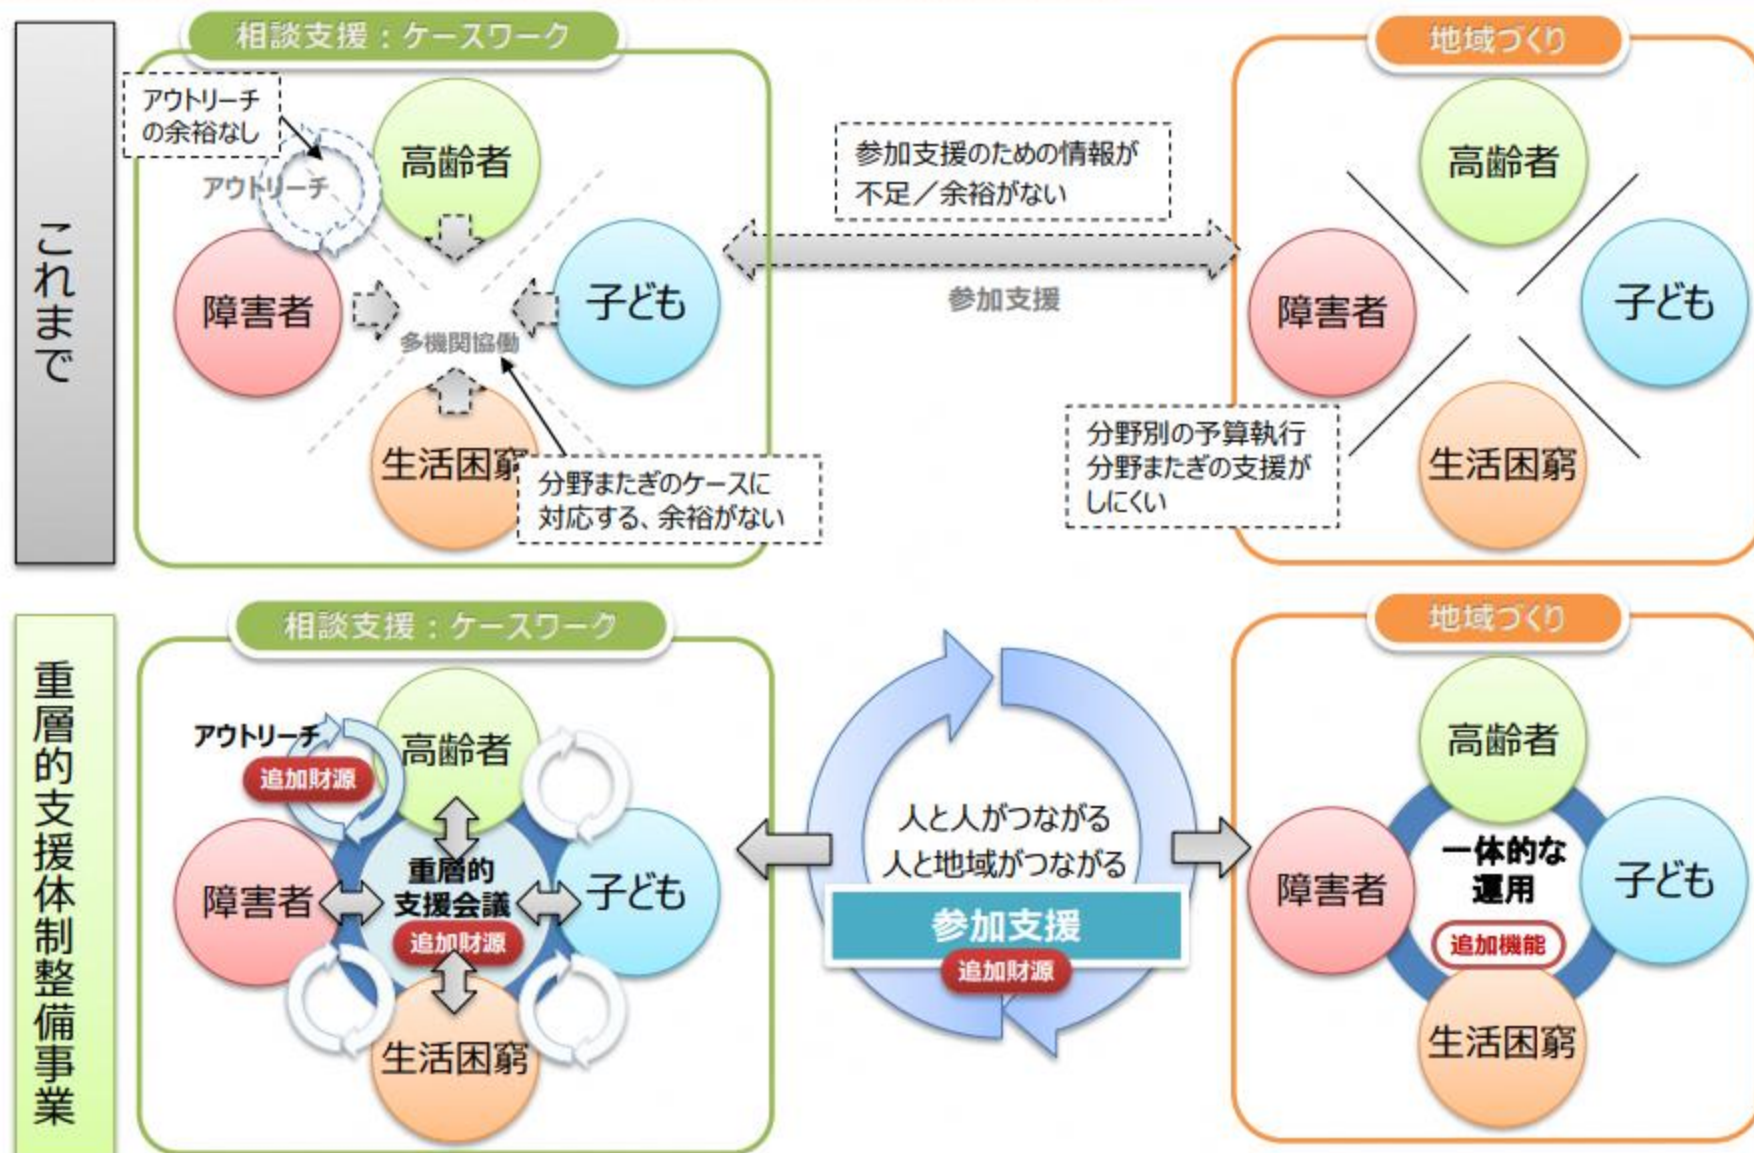 これまで
相談支援：ケースワーク
アウトリーチ
の余裕なし
アウトリーチ
高齢者
障害者
子ども
多機関協働
生活困窮
分野またぎのケースに
対応する、余裕がない
参加支援のための情報が
不足／余裕がない
参加支援
地域づくり
高齢者
障害者
子ども
生活困窮
分野別の予算執行
分野またぎの支援が
しにくい
重層的支援体制整備事業
相談支援：ケースワーク
アウトリーチ
追加財源
高齢者
障害者
重層的
支援会議
追加財源
子ども
生活困窮
人と人がつながる
人と地域がつながる
参加支援
追加財源
地域づくり
高齢者
障害者
一体的な
運用
追加機能
子ども
生活困窮